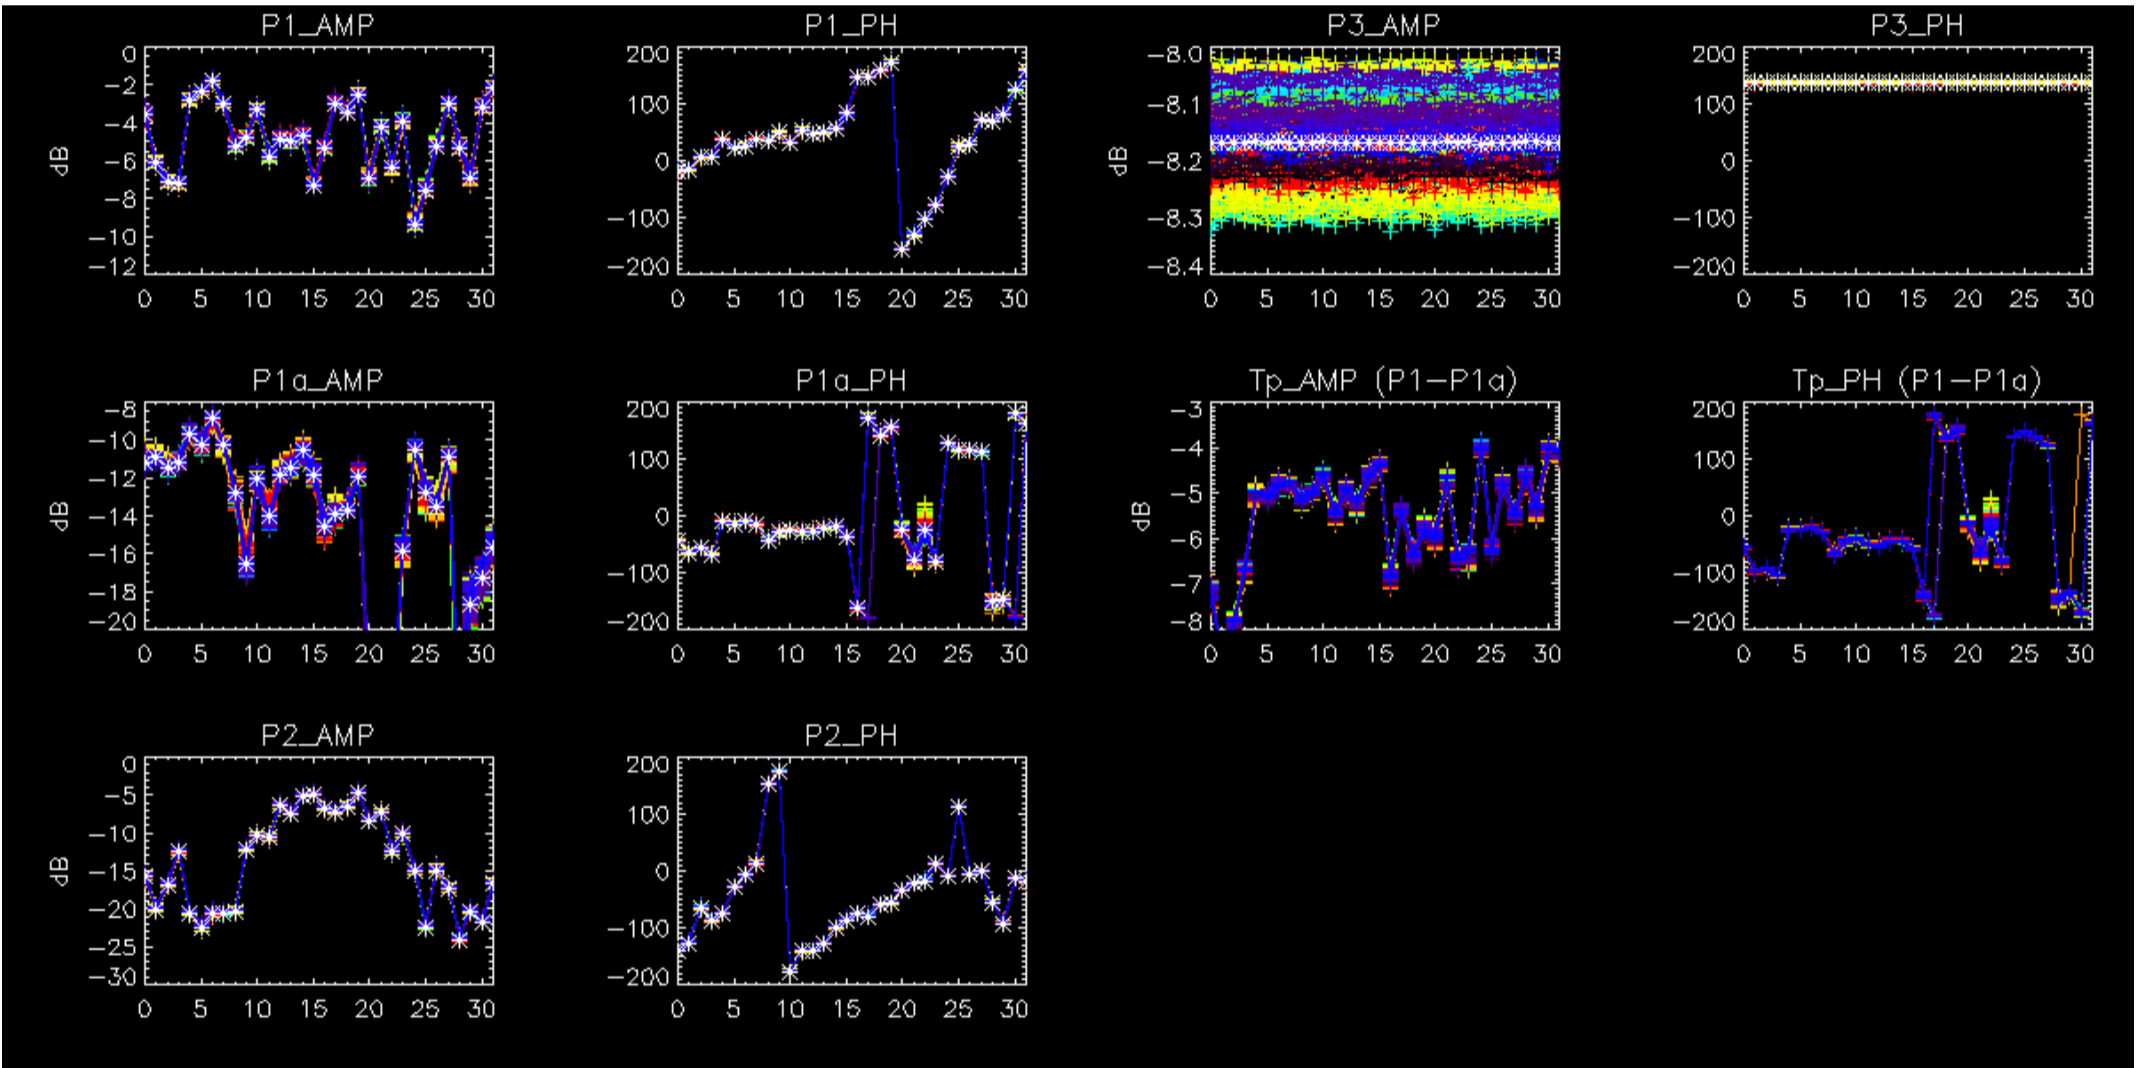 P1_AMP
0
−2
−4
−6
−8
−10
−12
dB
0 5 10 15 20 25 30
P1_PH
200
100
0
−100
−200
0 5 10 15 20 25 30
P3_AMP
−8.0
−8.1
−8.2
−8.3
−8.4
dB
0 5 10 15 20 25 30
P3_PH
200
100
0
−100
−200
0 5 10 15 20 25 30
P1a_AMP
−8
−10
−12
−14
−16
−18
−20
dB
0 5 10 15 20 25 30
P1a_PH
200
100
0
−100
−200
0 5 10 15 20 25 30
Tp_AMP (P1−P1a)
−3
−4
−5
−6
−7
−8
dB
0 5 10 15 20 25 30
Tp_PH (P1−P1a)
200
100
0
−100
−200
0 5 10 15 20 25 30
P2_AMP
0
−5
−10
−15
−20
−25
−30
dB
0 5 10 15 20 25 30
P2_PH
200
100
0
−100
−200
0 5 10 15 20 25 30